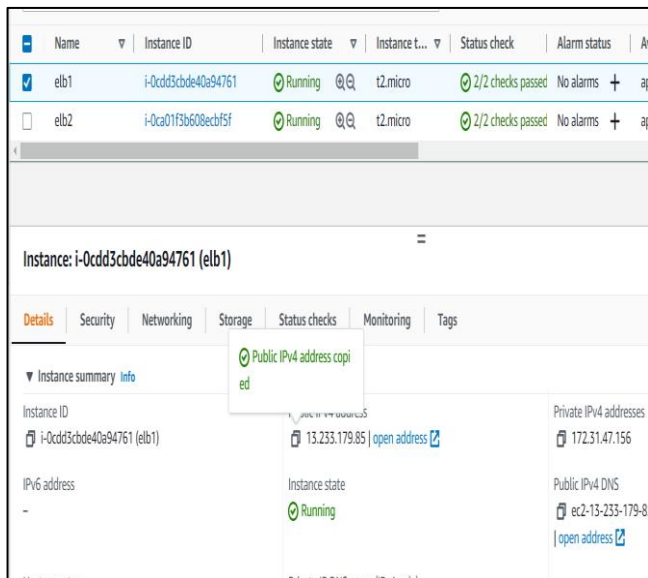 Name Instance ID Instance state Instance t... Status check Alarm status
elb1 i-0cdd3cbde40a94761 Running t2.micro 2/2 checks passed No alarms +
elb2 i-0ca01f3b608ecbf5f Running t2.micro 2/2 checks passed No alarms +
Instance: i-0cdd3cbde40a94761 (elb1)
Details Security Networking Storage Status checks Monitoring Tags
Public IPv4 address copi
ed
Instance summary Info
Instance ID
i-0cdd3cbde40a94761 (elb1)
Public IPv4 address
13.233.179.85 | open address
Private IPv4 addresses
172.31.47.156
IPv6 address
–
Instance state
Running
Public IPv4 DNS
ec2-13-233-179-8
| open address